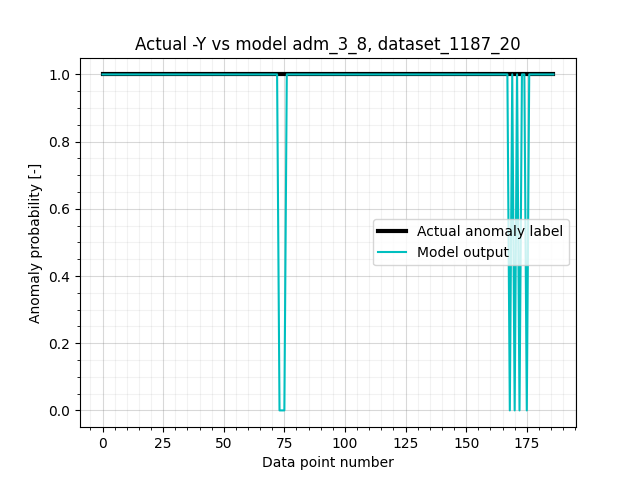 Actual -Y vs model adm_3_8, dataset_1187_20
1.0
0.8
0.6
0.4
0.2
0.0
Anomaly probability [-]
Actual anomaly label
Model output
0 25 50 75 100 125 150 175
Data point number